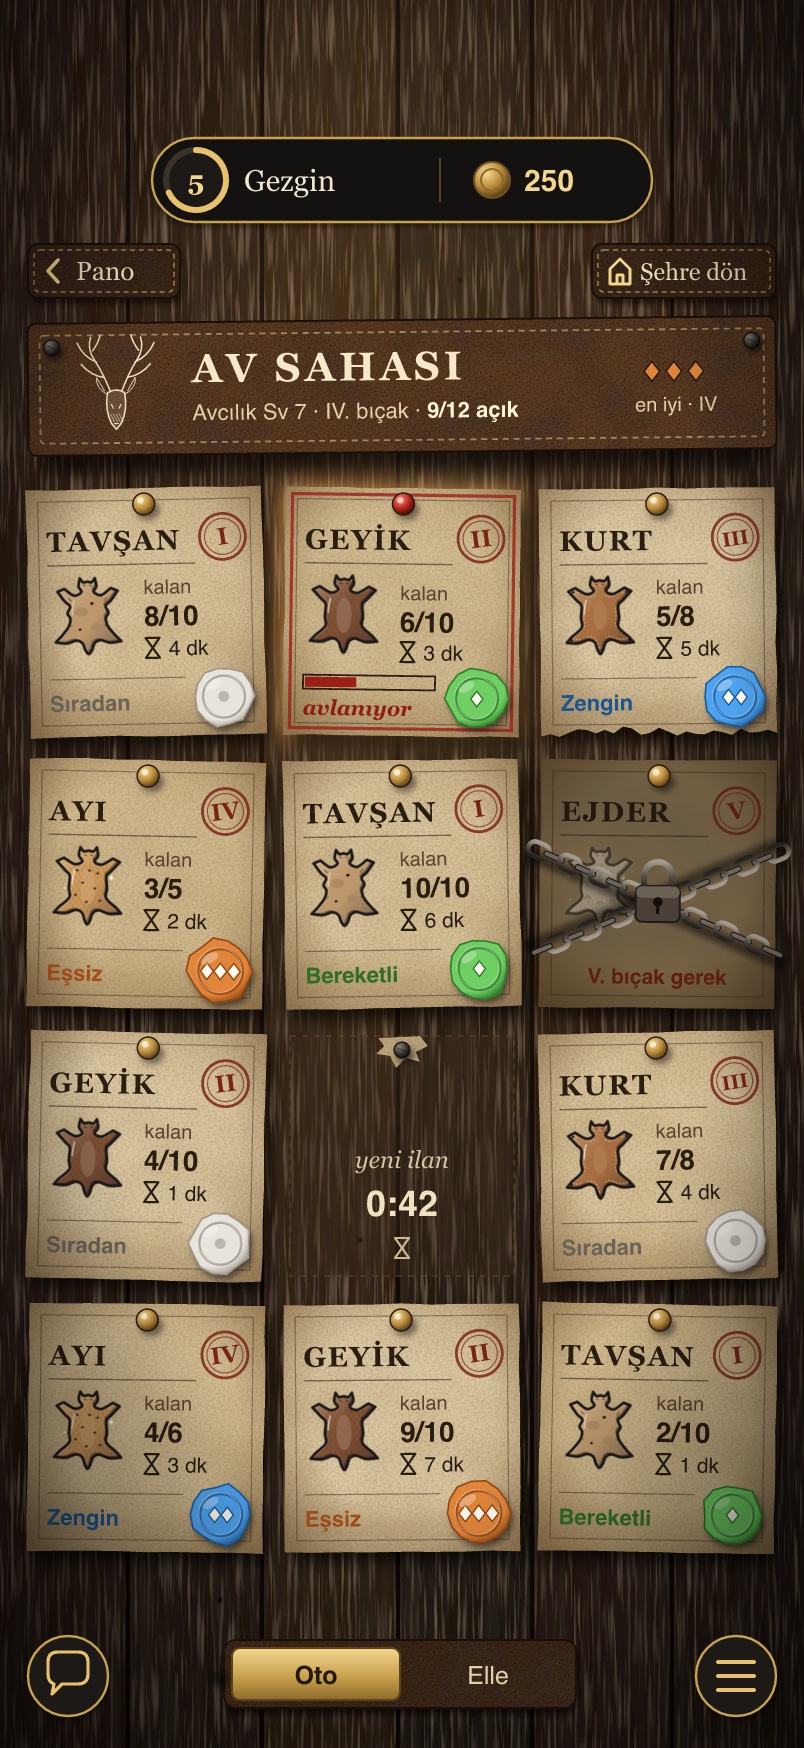 5 Gezgin 250
Pano
Şehre dön
AV SAHASI
Avcılık Sv 7 · IV. bıçak · 9/12 açık
en iyi · IV
TAVŞAN I
kalan
8/10
4 dk
Sıradan
GEYİK II
kalan
6/10
3 dk
avlanıyor
KURT III
kalan
5/8
5 dk
Zengin
AYI IV
kalan
3/5
2 dk
Eşsiz
TAVŞAN I
kalan
10/10
6 dk
Bereketli
EJDER V
V. bıçak gerek
GEYİK II
kalan
4/10
1 dk
Sıradan
yeni ilan
0:42
KURT III
kalan
7/8
4 dk
Sıradan
AYI IV
kalan
4/6
3 dk
Zengin
GEYİK II
kalan
9/10
7 dk
Eşsiz
TAVŞAN I
kalan
2/10
1 dk
Bereketli
Oto
Elle